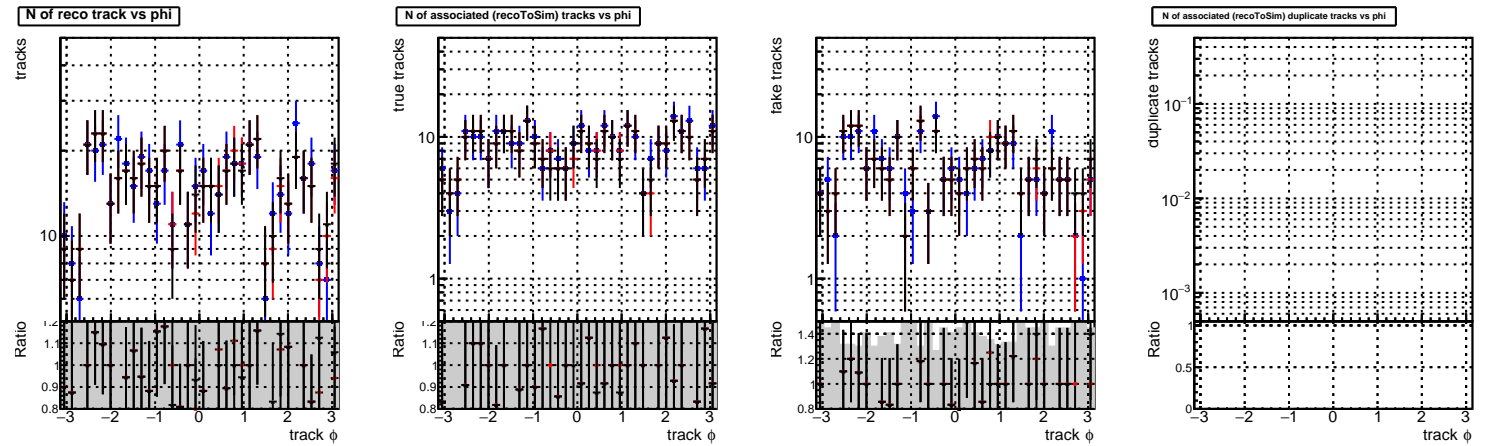 N of reco track vs phi
tracks
10
Ratio
1.2
1.1
1
0.9
0.8
−3 −2 −1 0 1 2 3
track ϕ
N of associated (recoToSim) tracks vs phi
true tracks
10
1
Ratio
1.2
1.1
1
0.9
0.8
−3 −2 −1 0 1 2 3
track ϕ
fake tracks
10
1
Ratio
1.4
1.2
1
0.8
−3 −2 −1 0 1 2 3
track ϕ
N of associated (recoToSim) duplicate tracks vs phi
duplicate tracks
10⁻¹
10⁻²
10⁻³
Ratio
1
0.5
0
−3 −2 −1 0 1 2 3
track ϕ